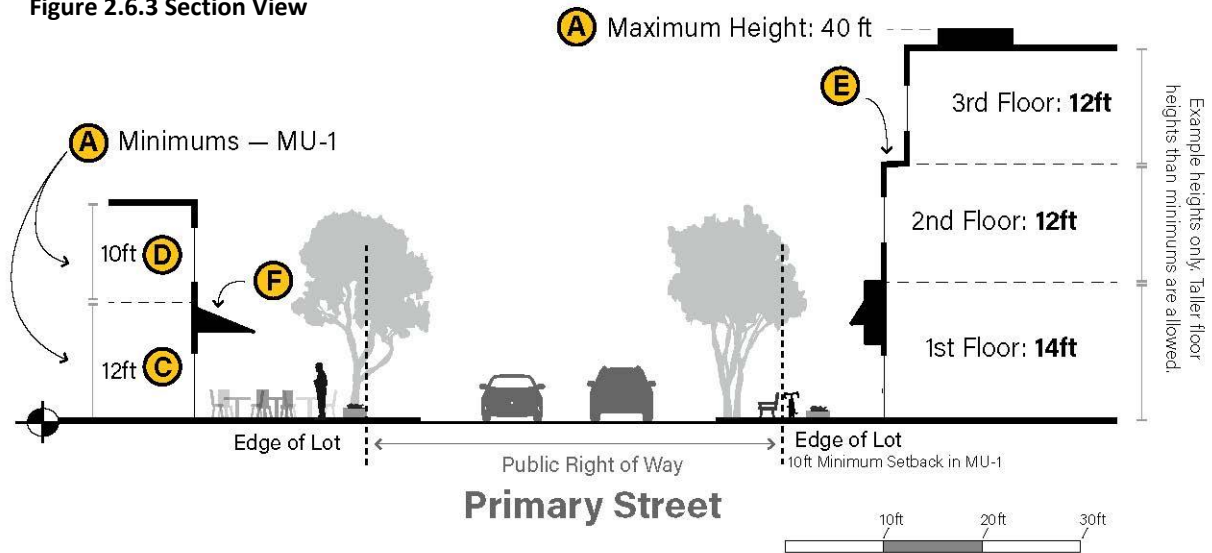 Figure 2.6.3 Section View
A Maximum Height: 40 ft
E
3rd Floor: 12ft
A Minimums — MU-1
2nd Floor: 12ft
10ft D
F
12ft C
1st Floor: 14ft
Example heights only. Taller floor
heights than minimums are allowed.
Edge of Lot
Edge of Lot
Public Right of Way
10ft Minimum Setback in MU-1
Primary Street
10ft 20ft 30ft